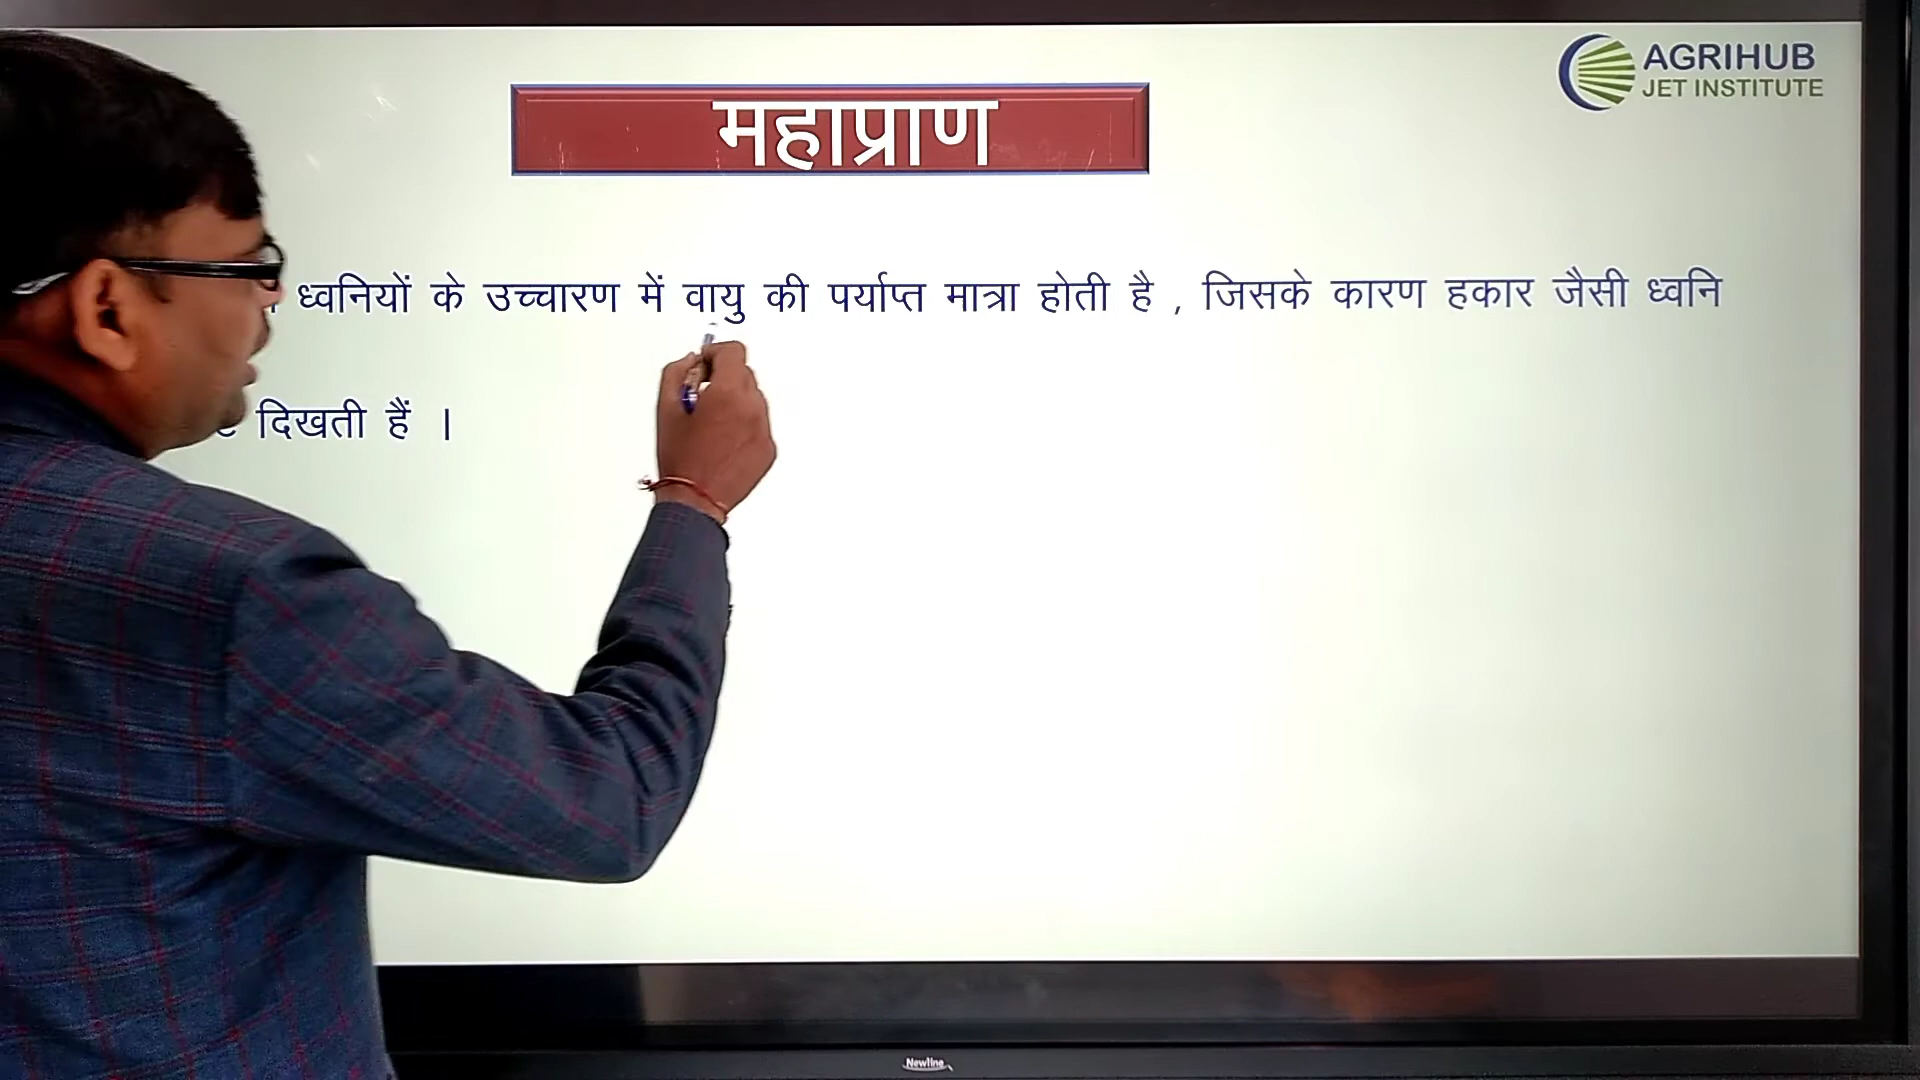 AGRIHUB
JET INSTITUTE
महाप्राण
ध्वनियों के उच्चारण में वायु की पर्याप्त मात्रा होती है , जिसके कारण हकार जैसी ध्वनि
दिखती हैं ।
Newline